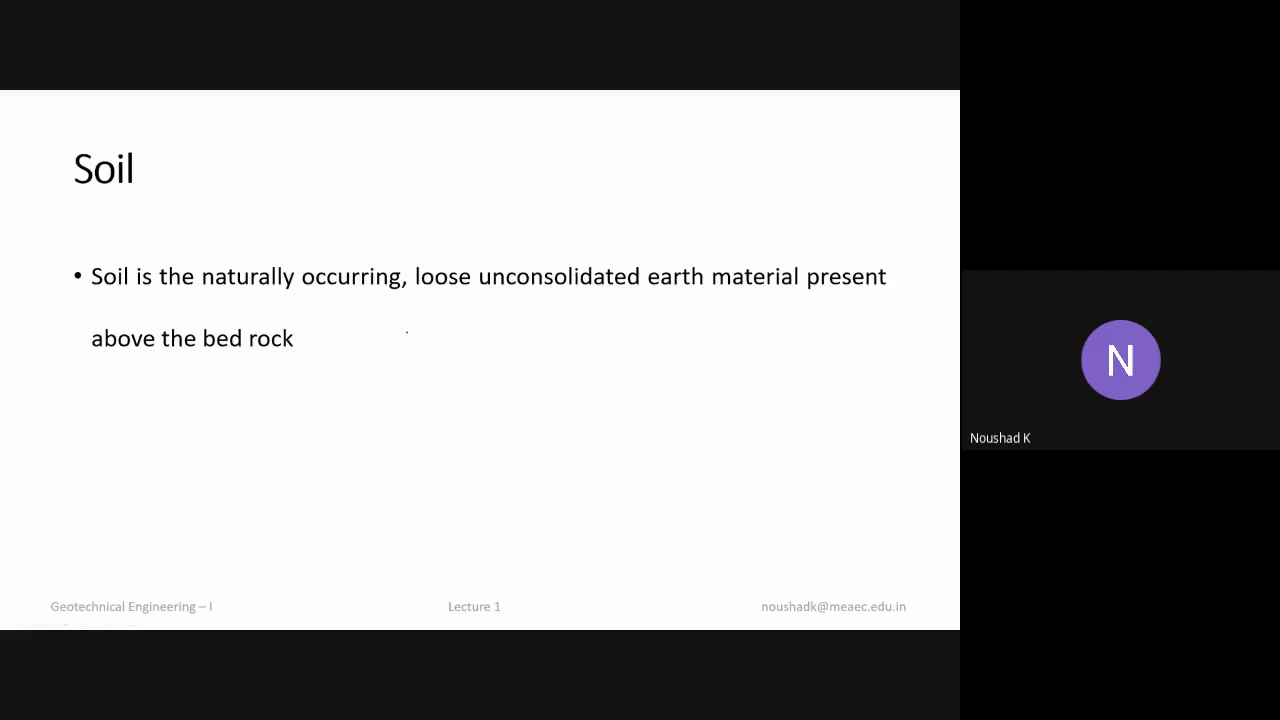 Soil
• Soil is the naturally occurring, loose unconsolidated earth material present
above the bed rock
N
Noushad K
Geotechnical Engineering – I
Lecture 1
noushadk@meaec.edu.in